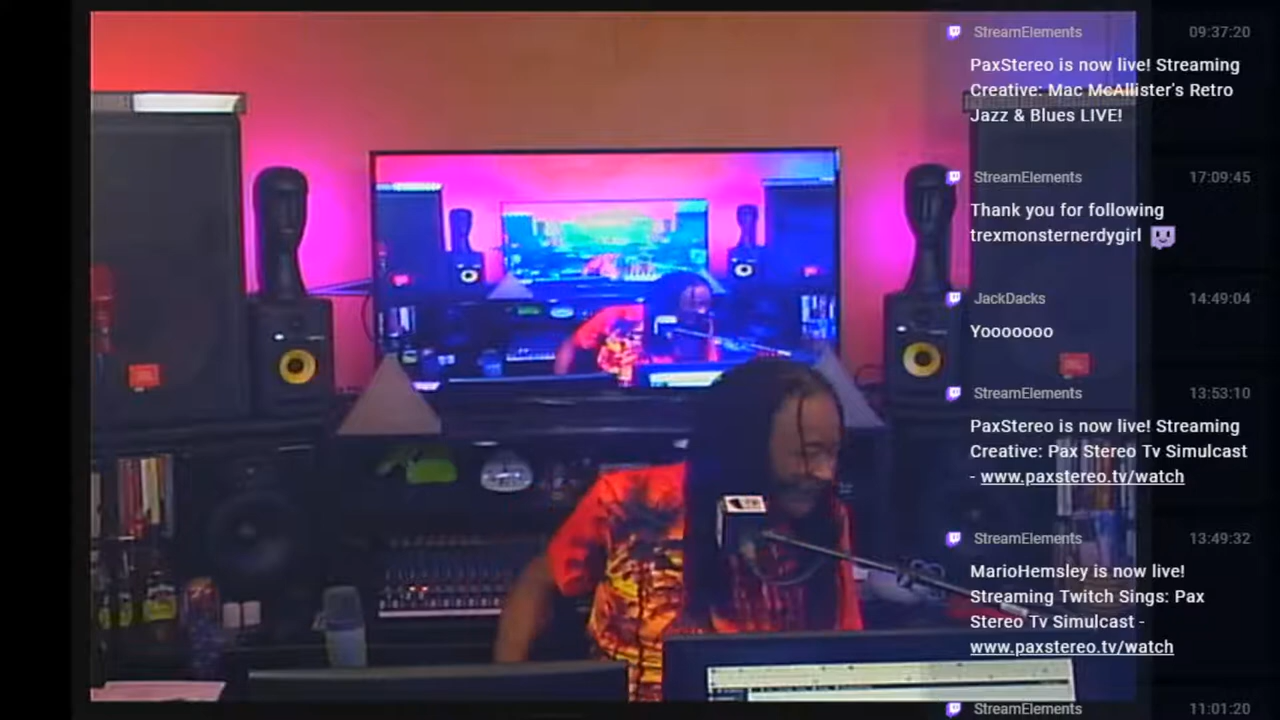 StreamElements 09:37:20
PaxStereo is now live! Streaming
Creative: Mac McAllister's Retro
Jazz & Blues LIVE!
StreamElements 17:09:45
Thank you for following
trexmonsternerdygirl
JackDacks 14:49:04
Yooooooo
StreamElements 13:53:10
PaxStereo is now live! Streaming
Creative: Pax Stereo Tv Simulcast
- www.paxstereo.tv/watch
StreamElements 13:49:32
MarioHemsley is now live!
Streaming Twitch Sings: Pax
Stereo Tv Simulcast -
www.paxstereo.tv/watch
StreamElements 11:01:20